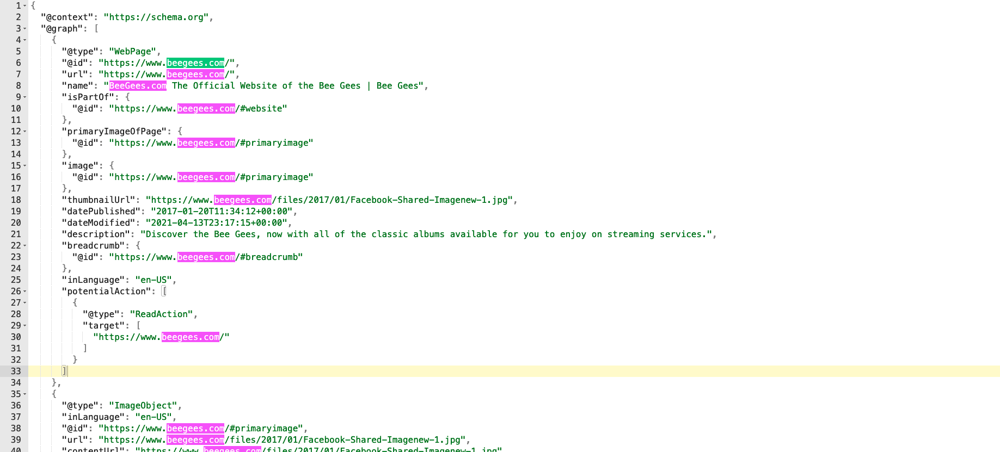 1 {
2 "@context": "https://schema.org",
3 "@graph": [
4 {
5 "@type": "WebPage",
6 "@id": "https://www.beegees.com/",
7 "url": "https://www.beegees.com/",
8 "name": "BeeGees.com The Official Website of the Bee Gees | Bee Gees",
9 "isPartOf": {
10 "@id": "https://www.beegees.com/#website"
11 },
12 "primaryImageOfPage": {
13 "@id": "https://www.beegees.com/#primaryimage"
14 },
15 "image": {
16 "@id": "https://www.beegees.com/#primaryimage"
17 },
18 "thumbnailUrl": "https://www.beegees.com/files/2017/01/Facebook-Shared-Imagenew-1.jpg",
19 "datePublished": "2017-01-20T11:34:12+00:00",
20 "dateModified": "2021-04-13T23:17:15+00:00",
21 "description": "Discover the Bee Gees, now with all of the classic albums available for you to enjoy on streaming services.",
22 "breadcrumb": {
23 "@id": "https://www.beegees.com/#breadcrumb"
24 },
25 "inLanguage": "en-US",
26 "potentialAction": [
27 {
28 "@type": "ReadAction",
29 "target": [
30 "https://www.beegees.com/"
31 ]
32 }
33 ]
34 },
35 {
36 "@type": "ImageObject",
37 "inLanguage": "en-US",
38 "@id": "https://www.beegees.com/#primaryimage",
39 "url": "https://www.beegees.com/files/2017/01/Facebook-Shared-Imagenew-1.jpg",
40 "contentUrl": "https://www.beegees.com/files/2017/01/Facebook-Shared-Imagenew-1.jpg"